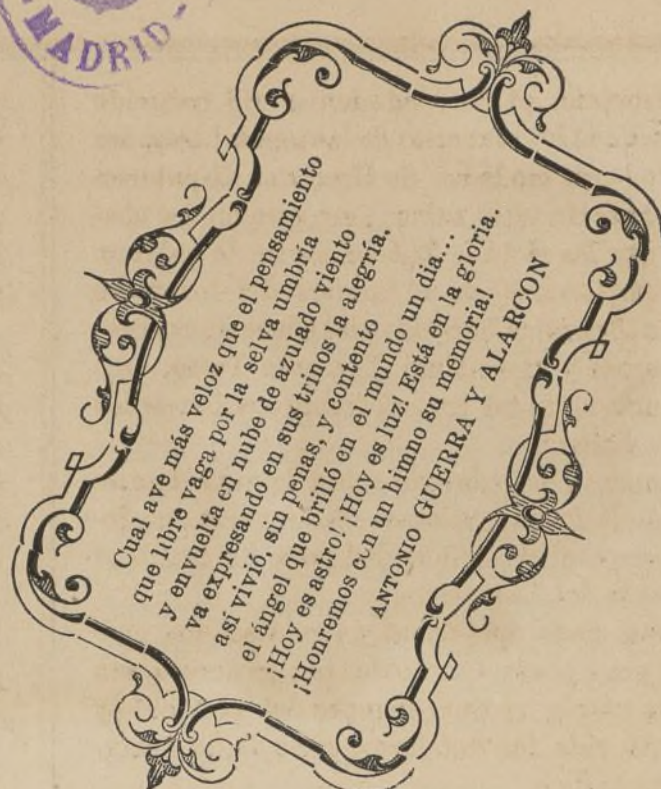 MADRID
Cual ave más veloz que el pensamiento
que libre vaga por la selva umbría
y envuelta en nube de azulado viento
va expresando en sus trinos la alegría,
así vivió, sin penas, y contento
el ángel que brilló en el mundo un día...
¡Hoy es astro! ¡Hoy es luz! Está en la gloria.
¡Honremos con un himno su memoria!
ANTONIO GUERRA Y ALARCON